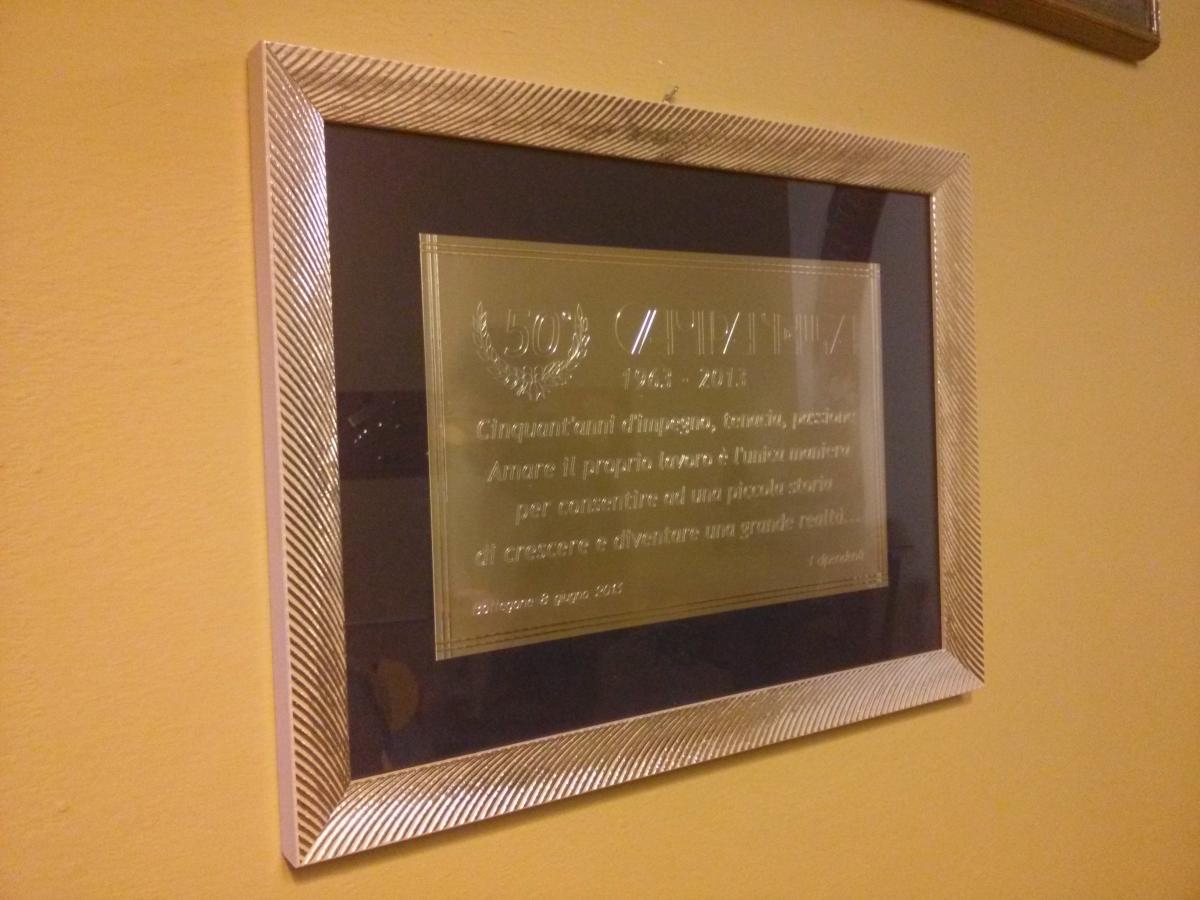 50°
1963 - 2013
Cinquant'anni d'impegno, tenacia, passione
Amare il proprio lavoro è l'unica maniera
per consentire ad una piccola storia
di crescere e diventare una grande realtà...
I dipendenti
8 giugno 2013